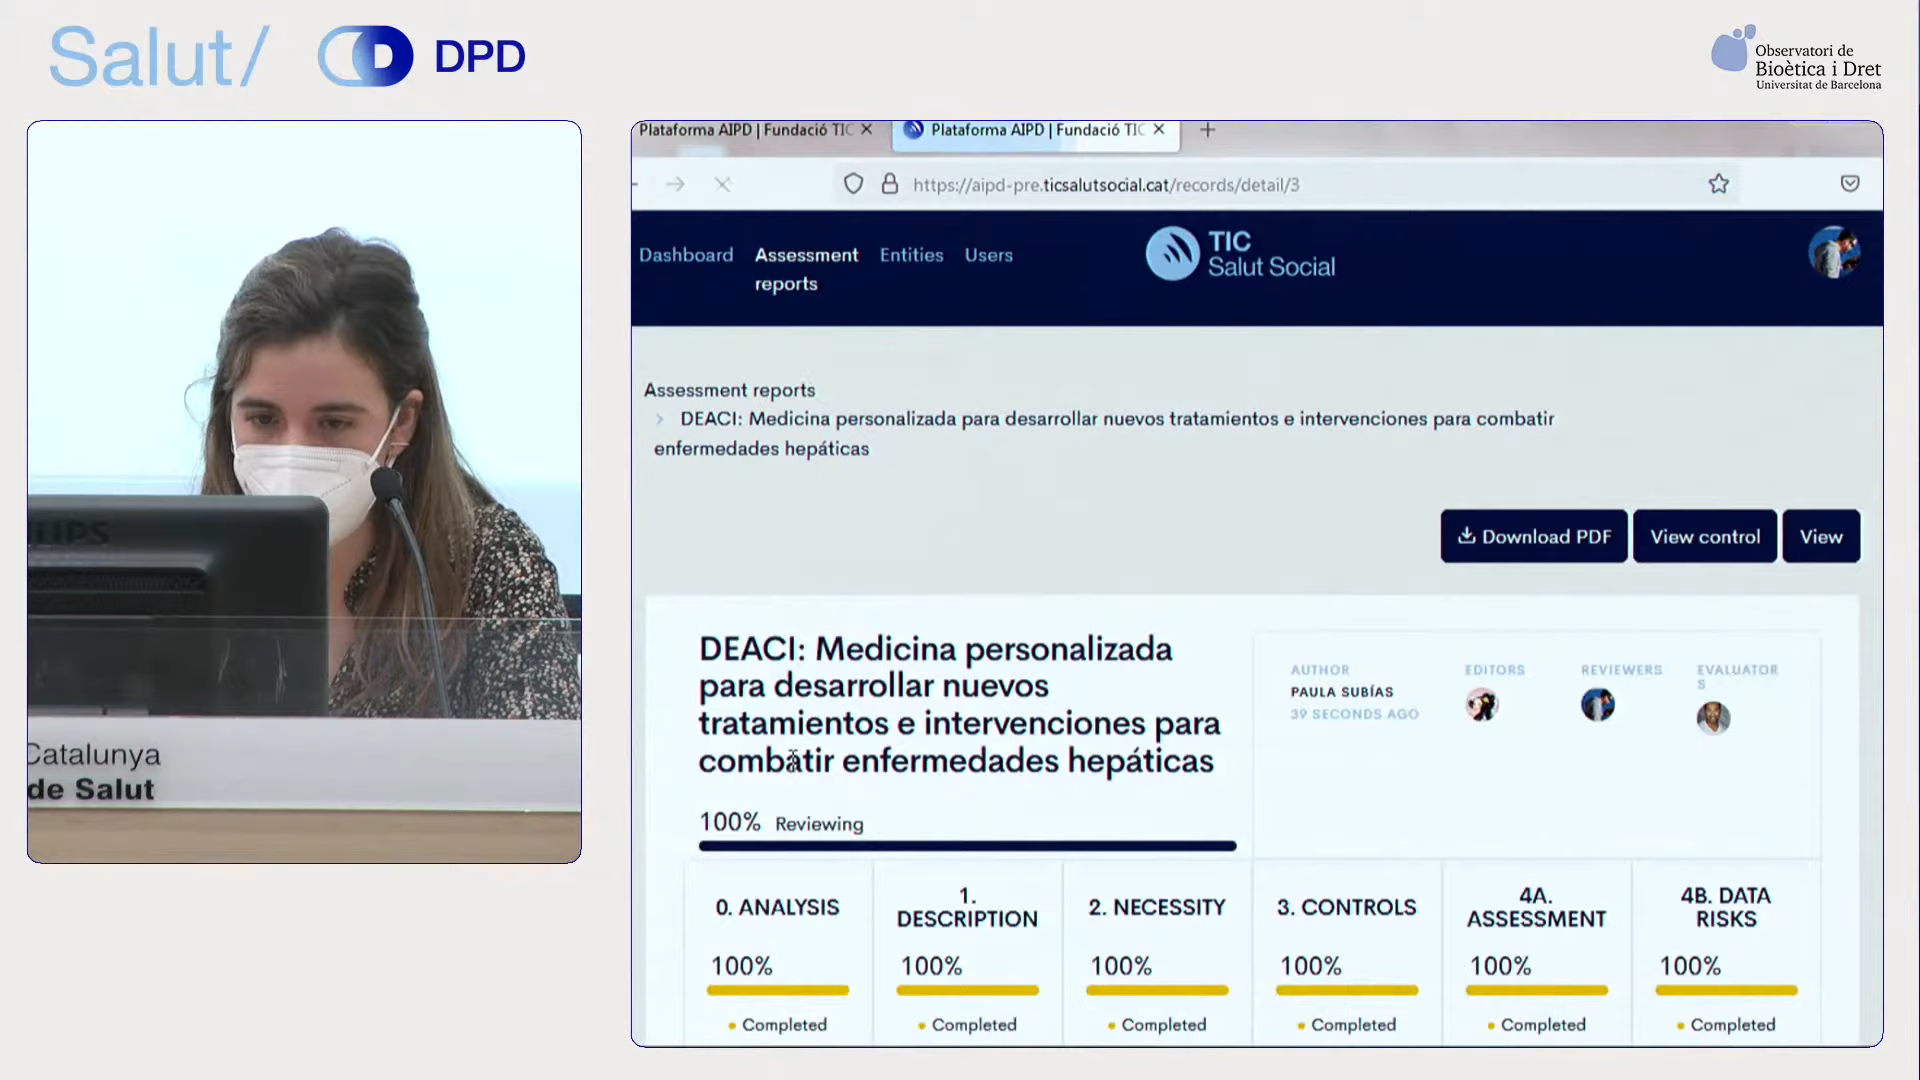 Salut/
DPD
Observatori de
Bioètica i Dret
Universitat de Barcelona
Plataforma AIPD | Fundació TIC
Plataforma AIPD | Fundació TIC
https://aipd-pre.ticsalutsocial.cat/records/detail/3
Dashboard
Assessment
reports
Entities
Users
TIC
Salut Social
Assessment reports
DEACI: Medicina personalizada para desarrollar nuevos tratamientos e intervenciones para combatir
enfermedades hepáticas
Download PDF
View control
View
DEACI: Medicina personalizada
para desarrollar nuevos
tratamientos e intervenciones para
combatir enfermedades hepáticas
AUTHOR
PAULA SUBÍAS
39 SECONDS AGO
EDITORS
REVIEWERS
EVALUATOR
S
100% Reviewing
0. ANALYSIS
100%
Completed
1.
DESCRIPTION
100%
Completed
2. NECESSITY
100%
Completed
3. CONTROLS
100%
Completed
4A.
ASSESSMENT
100%
Completed
4B. DATA
RISKS
100%
Completed
Catalunya
de Salut